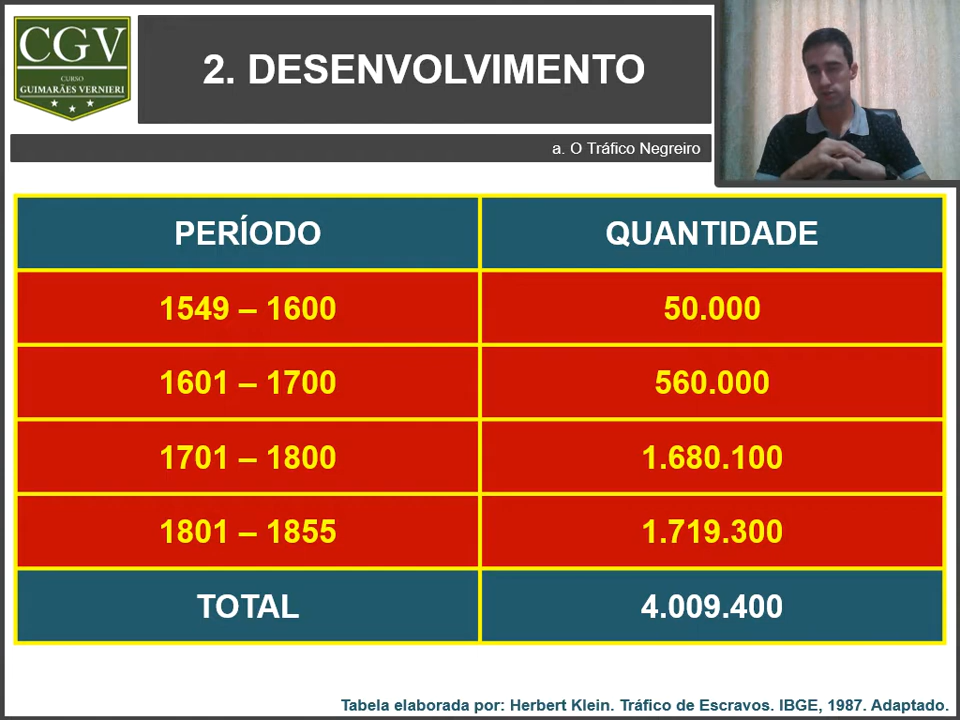 CGV
CURSO
GUIMARÃES VERNIERI
2. DESENVOLVIMENTO
a. O Tráfico Negreiro
PERÍODO QUANTIDADE
1549 – 1600 50.000
1601 – 1700 560.000
1701 – 1800 1.680.100
1801 – 1855 1.719.300
TOTAL 4.009.400
Tabela elaborada por: Herbert Klein. Tráfico de Escravos. IBGE, 1987. Adaptado.